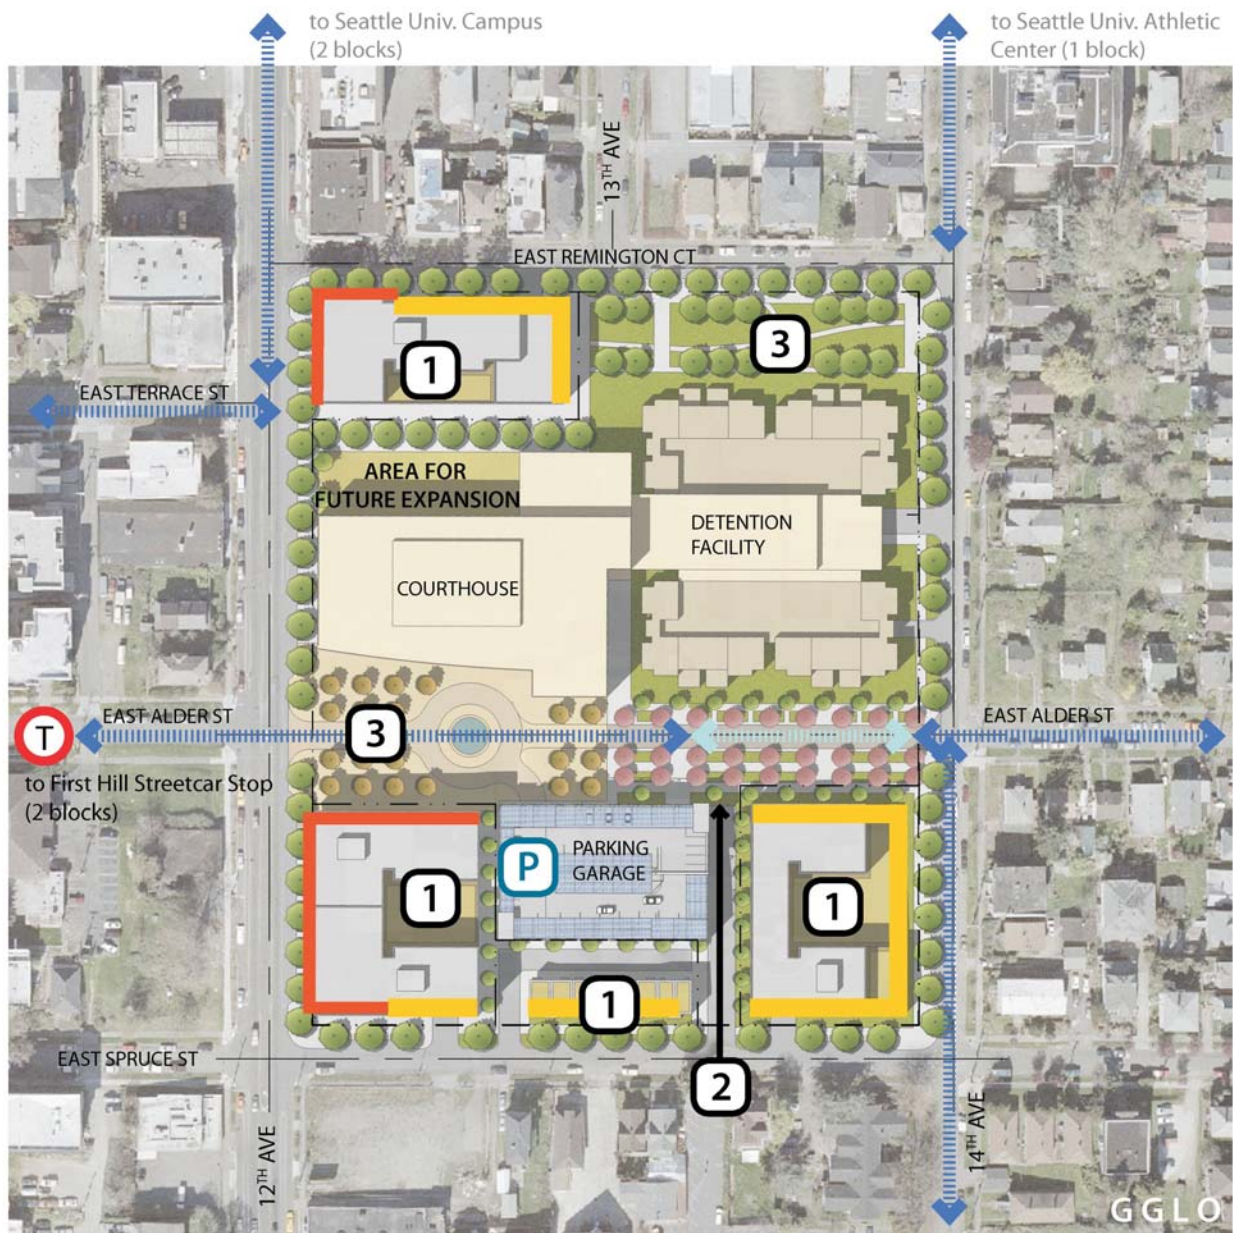 to Seattle Univ. Campus
(2 blocks)
to Seattle Univ. Athletic
Center (1 block)
13TH AVE
EAST REMINGTON CT
3
1
EAST TERRACE ST
AREA FOR
FUTURE EXPANSION
DETENTION
FACILITY
COURTHOUSE
T
EAST ALDER ST
3
EAST ALDER ST
to First Hill Streetcar Stop
(2 blocks)
P
PARKING
GARAGE
1
1
1
EAST SPRUCE ST
2
12TH AVE
14TH AVE
GGLO